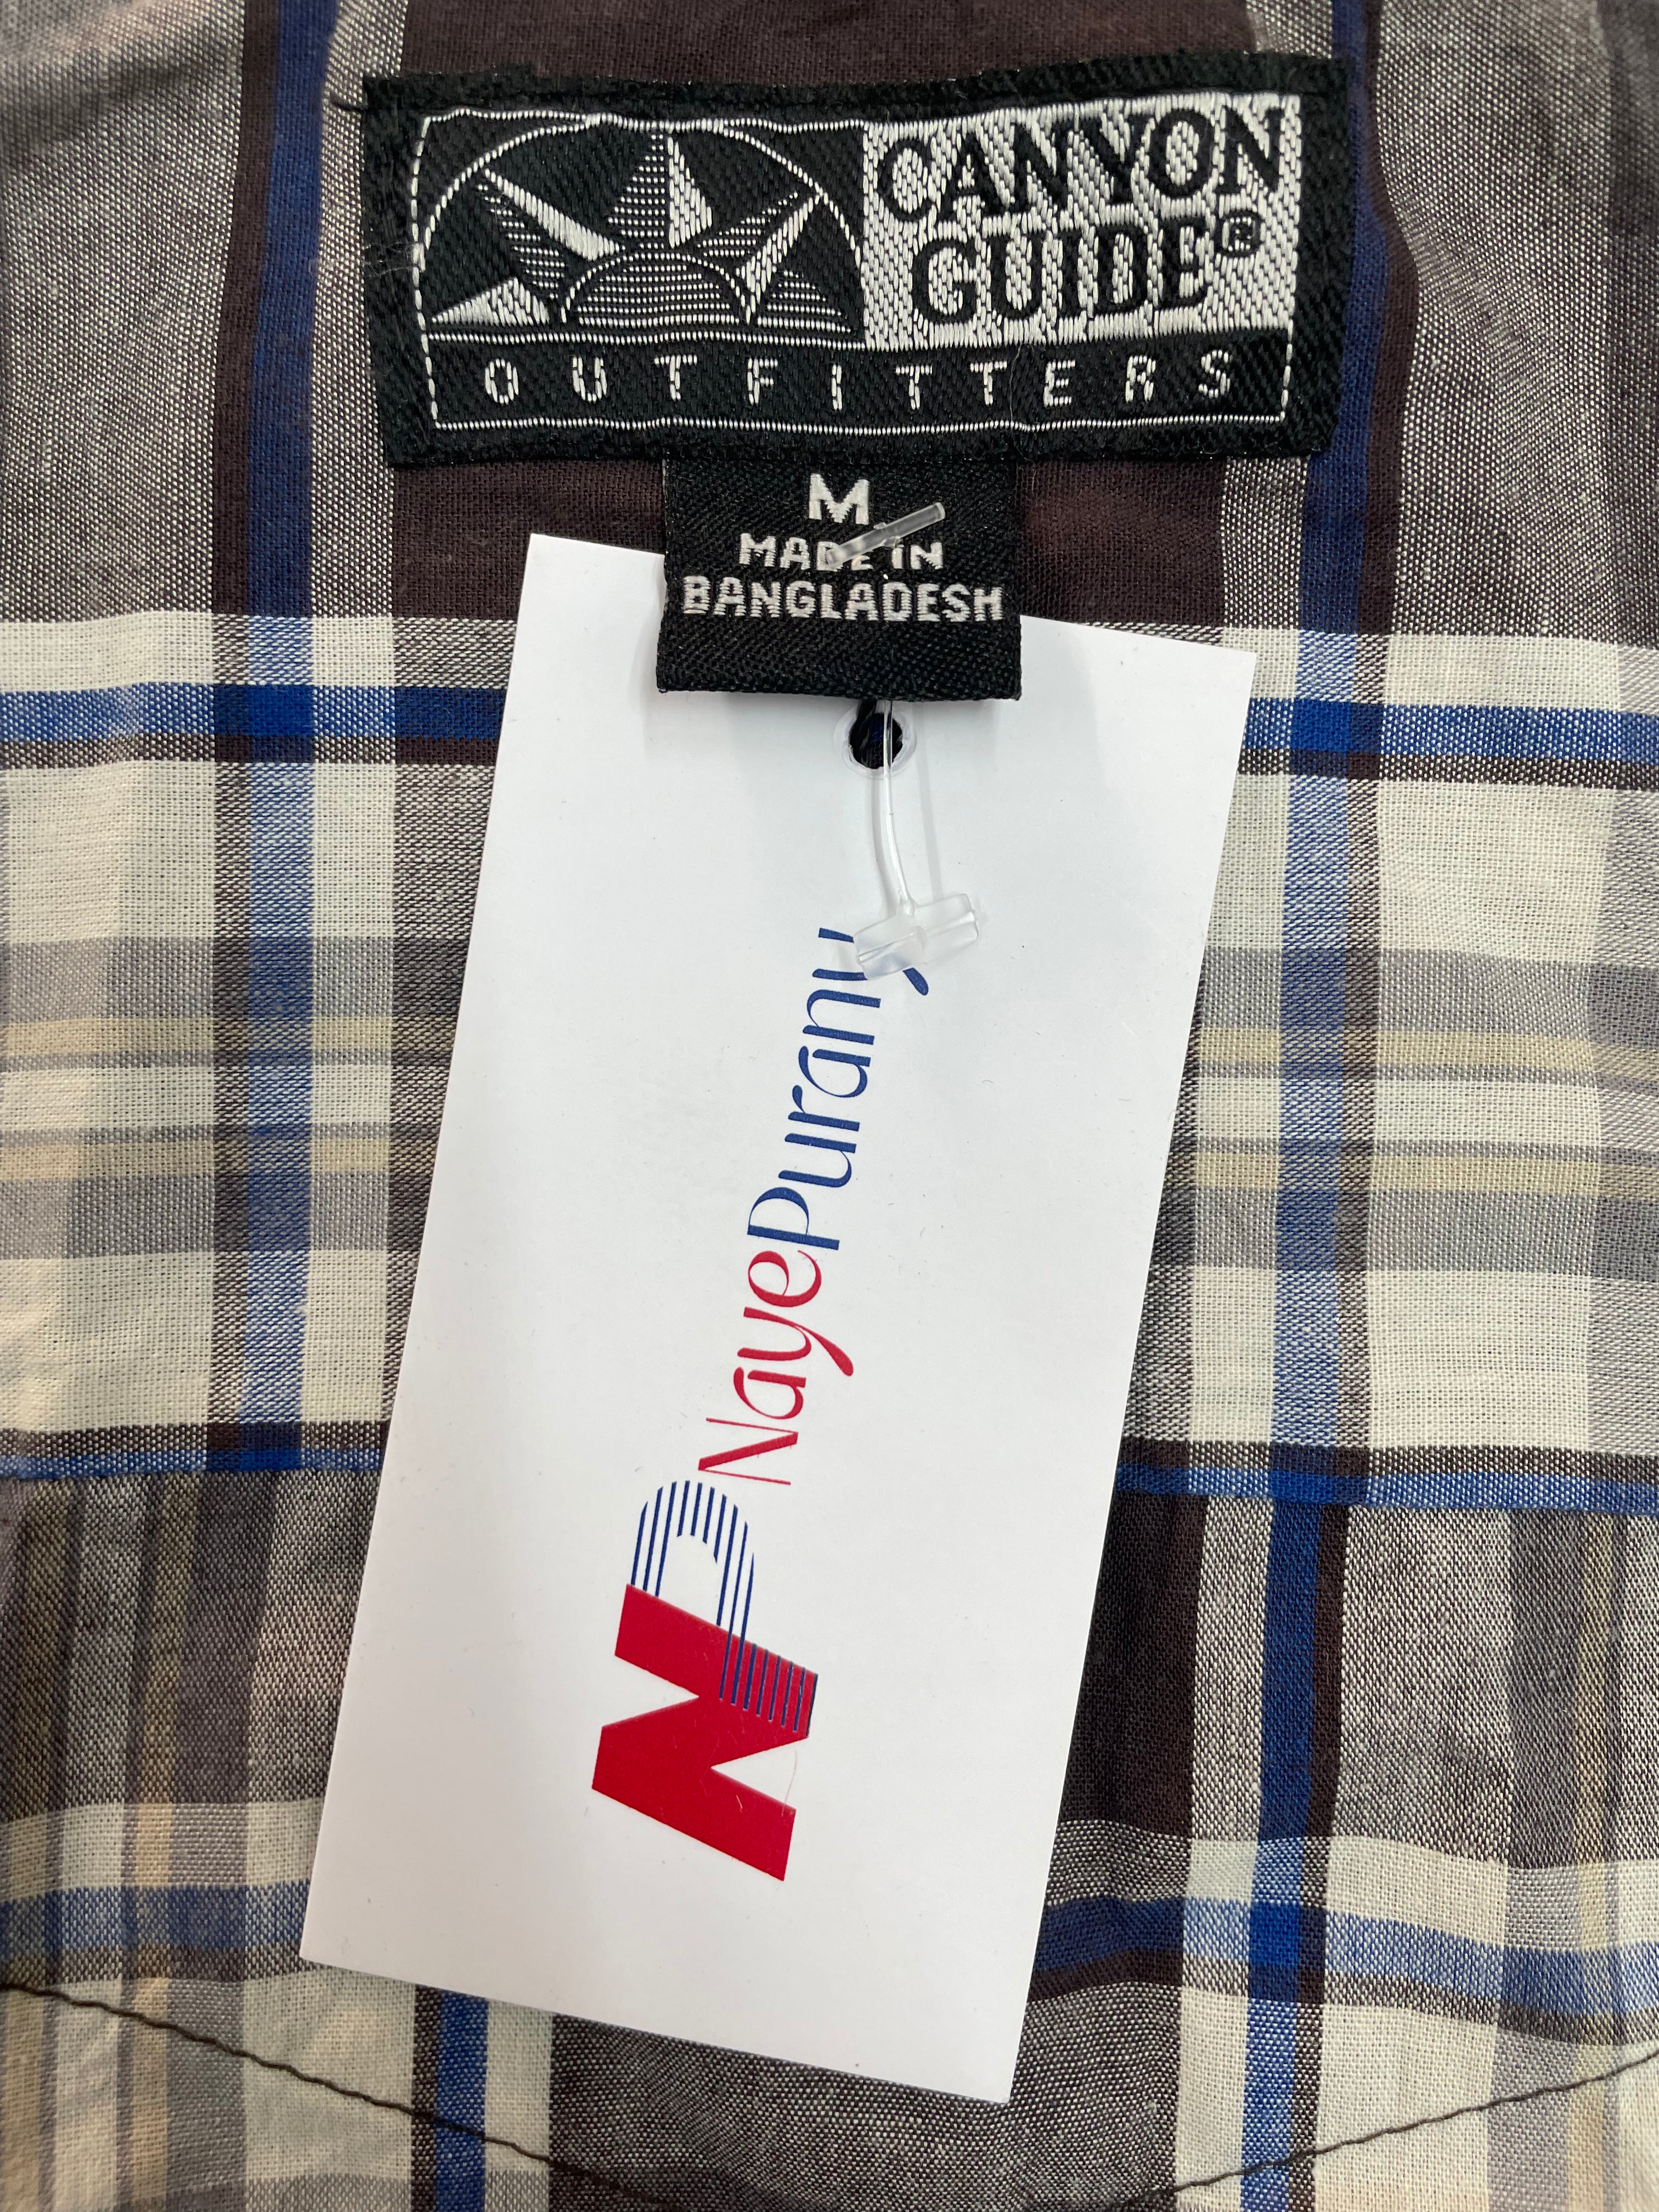 CANYON
GUIDE®
OUTFITTERS
M
MADE IN
BANGLADESH
NayePurany
NP